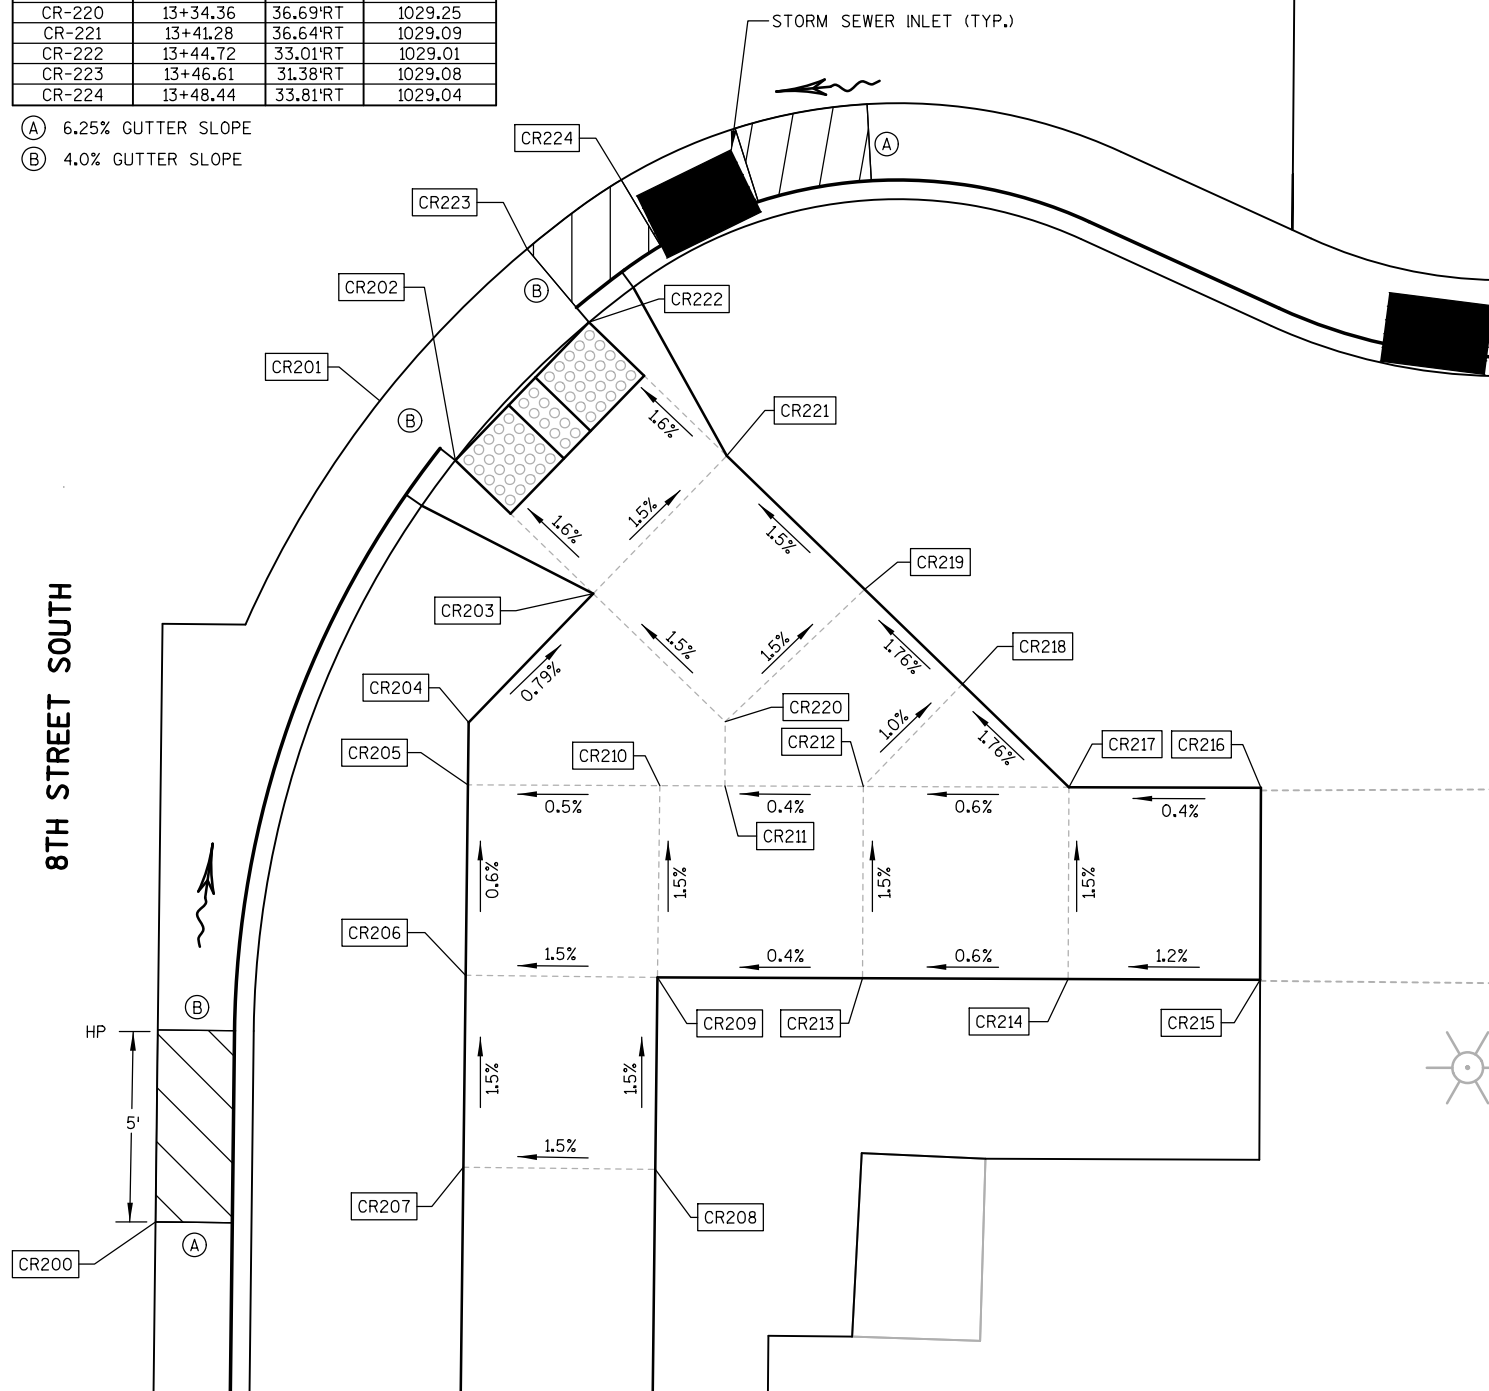 CR-220 13+34.36 36.69'RT 1029.25
CR-221 13+41.28 36.64'RT 1029.09
CR-222 13+44.72 33.01'RT 1029.01
CR-223 13+46.61 31.38'RT 1029.08
CR-224 13+48.44 33.81'RT 1029.04
A 6.25% GUTTER SLOPE
B 4.0% GUTTER SLOPE
STORM SEWER INLET (TYP.)
CR224
A
CR223
B
CR202
CR222
CR201
B
CR221
1.6%
1.6%
1.5%
1.5%
CR219
CR203
1.5%
1.5%
1.76%
CR218
8TH STREET SOUTH
CR204
0.79%
CR220
1.0%
1.76%
CR205
CR210
CR212
CR217
CR216
0.5%
0.4%
0.6%
0.4%
CR211
0.6%
1.5%
1.5%
1.5%
CR206
1.5%
0.4%
0.6%
1.2%
B
HP
CR209
CR213
CR214
CR215
1.5%
1.5%
5'
1.5%
CR207
CR208
A
CR200